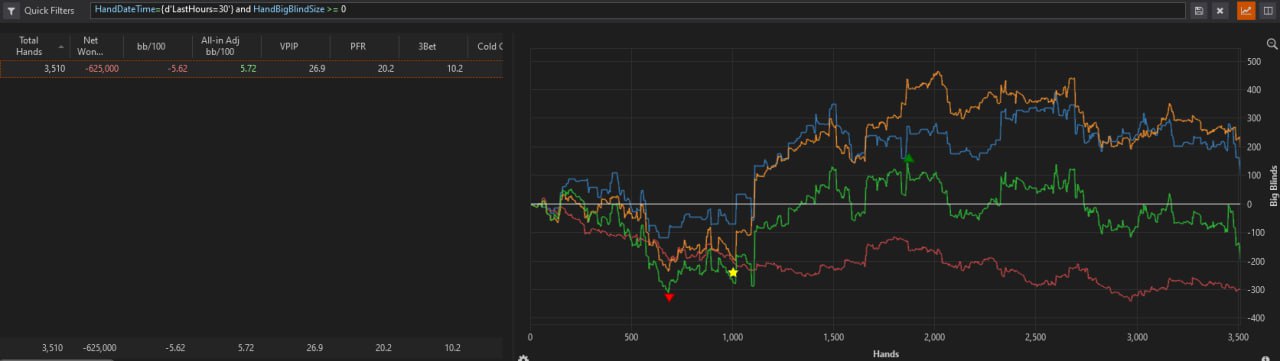 Quick Filters HandDateTime={d'LastHours=30'} and HandBigBlindSize >= 0
Total Hands Net Won... bb/100 All-in Adj bb/100 VPIP PFR 3Bet Cold C
3,510 -625,000 -5.62 5.72 26.9 20.2 10.2
3,510 -625,000 -5.62 5.72 26.9 20.2 10.2
500
400
300
200
100
0
-100
-200
-300
-400
Big Blinds
0 500 1,000 1,500 2,000 2,500 3,000 3,500
Hands